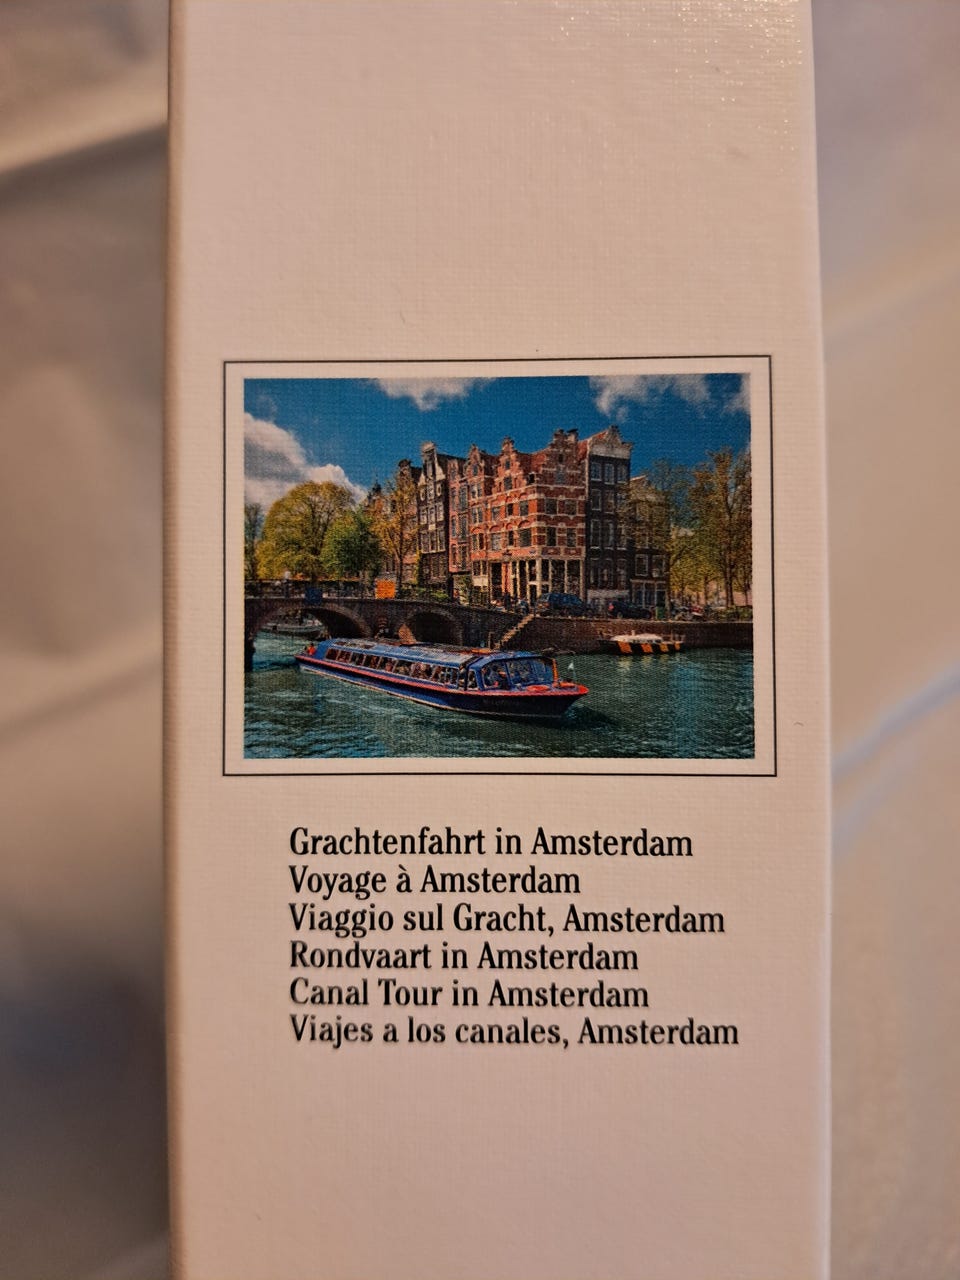 Grachtenfahrt in Amsterdam
Voyage à Amsterdam
Viaggio sul Gracht, Amsterdam
Rondvaart in Amsterdam
Canal Tour in Amsterdam
Viajes a los canales, Amsterdam